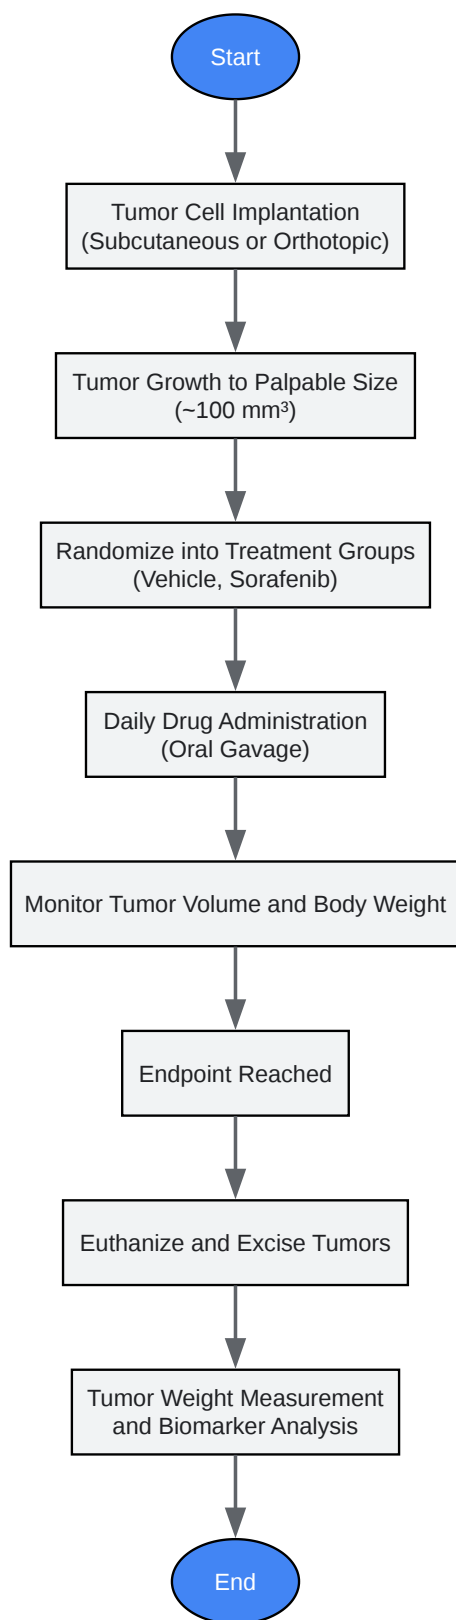 Start
Tumor Cell Implantation
(Subcutaneous or Orthotopic)
Tumor Growth to Palpable Size
(~100 mm³)
Randomize into Treatment Groups
(Vehicle, Sorafenib)
Daily Drug Administration
(Oral Gavage)
Monitor Tumor Volume and Body Weight
Endpoint Reached
Euthanize and Excise Tumors
Tumor Weight Measurement
and Biomarker Analysis
End